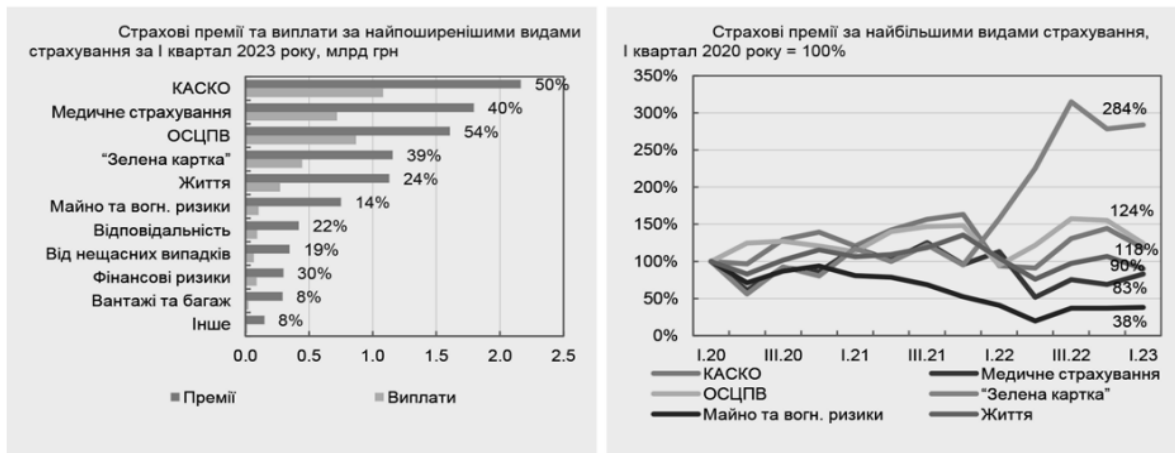 Страхові премії та виплати за найпоширенішими видами
страхування за І квартал 2023 року, млрд грн
КАСКО
50%
Медичне страхування
40%
ОСЦПВ
54%
“Зелена картка”
39%
Життя
24%
Майно та вогн. ризики
14%
Відповідальність
22%
Від нещасних випадків
19%
Фінансові ризики
30%
Вантажі та багаж
8%
Інше
8%
0.0 0.5 1.0 1.5 2.0 2.5
Премії Виплати
Страхові премії за найбільшими видами страхування,
І квартал 2020 року = 100%
350%
300%
250%
200%
150%
100%
50%
0%
284%
124%
118%
90%
83%
38%
І.20 ІІІ.20 І.21 ІІІ.21 І.22 ІІІ.22 І.23
КАСКО Медичне страхування
ОСЦПВ “Зелена картка”
Майно та вогн. ризики Життя